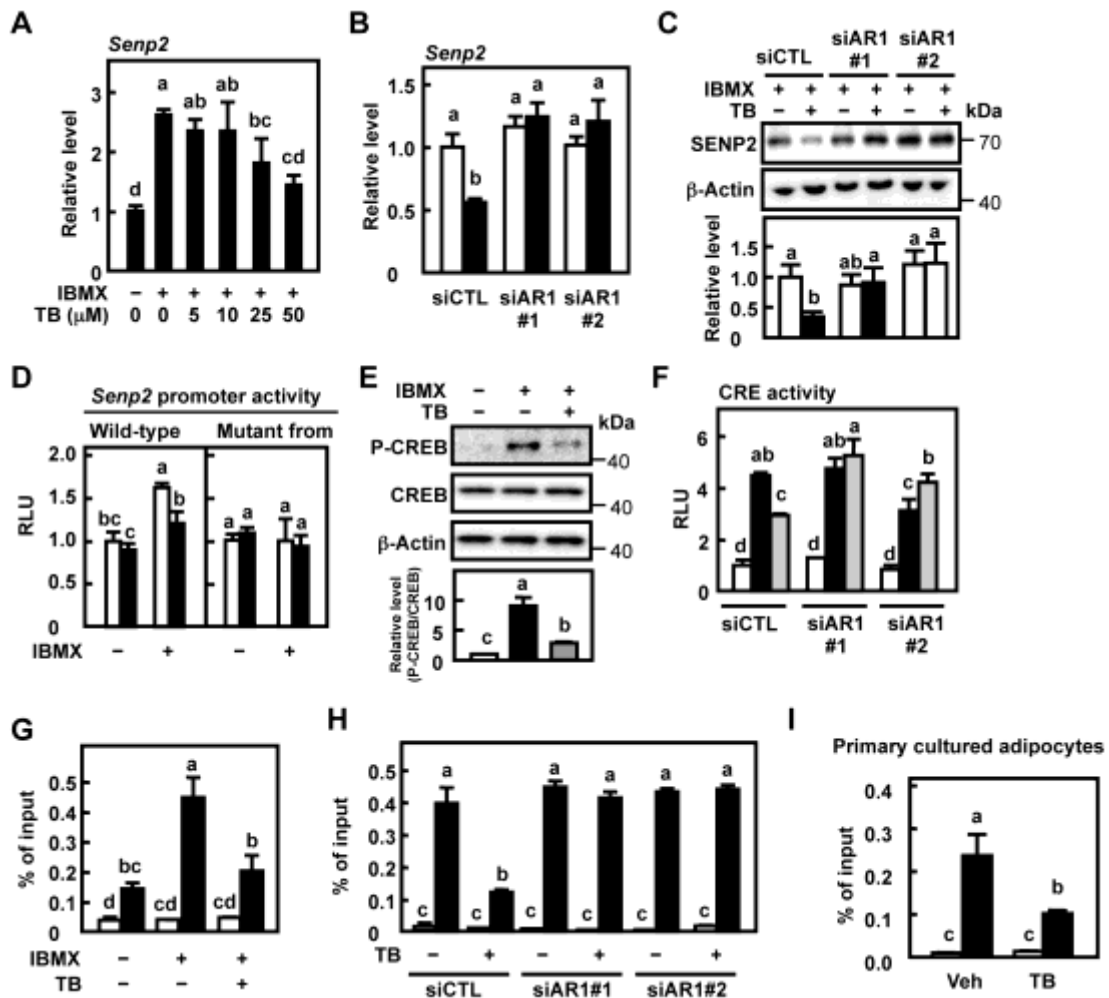 A
Senp2
Relative level
3
2
1
0
d
a
ab
ab
bc
cd
IBMX − + + + + +
TB (μM) 0 0 5 10 25 50
B
Senp2
Relative level
1.5
1.0
0.5
0
a
b
a
a
a
a
siCTL siAR1 #1 siAR1 #2
C
siCTL siAR1 #1 siAR1 #2
IBMX + + + + + +
TB − + − + − + kDa
SENP2 70
β-Actin 40
Relative level
1.5
1.0
0.5
0.0
a
b
ab
a
a
a
D
Senp2 promoter activity
Wild-type Mutant from
RLU
2.0
1.5
1.0
0.5
0.0
bc
c
a
b
a
a
a
a
IBMX − + − +
E
IBMX − + +
TB − − + kDa
P-CREB 40
CREB 40
β-Actin 40
Relative level
(P-CREB/CREB)
10
5
0
c
a
b
F
CRE activity
RLU
6
4
2
0
d
ab
c
d
ab
a
d
c
b
siCTL siAR1 #1 siAR1 #2
G
% of input
0.5
0.4
0.3
0.2
0.1
0
d
bc
cd
a
cd
b
IBMX − + +
TB − − +
H
% of input
0.5
0.4
0.3
0.2
0.1
0
c
a
c
b
c
a
c
a
c
a
c
a
TB − + − + − +
siCTL siAR1#1 siAR1#2
I
Primary cultured adipocytes
% of input
0.4
0.3
0.2
0.1
0.0
c
a
c
b
Veh TB